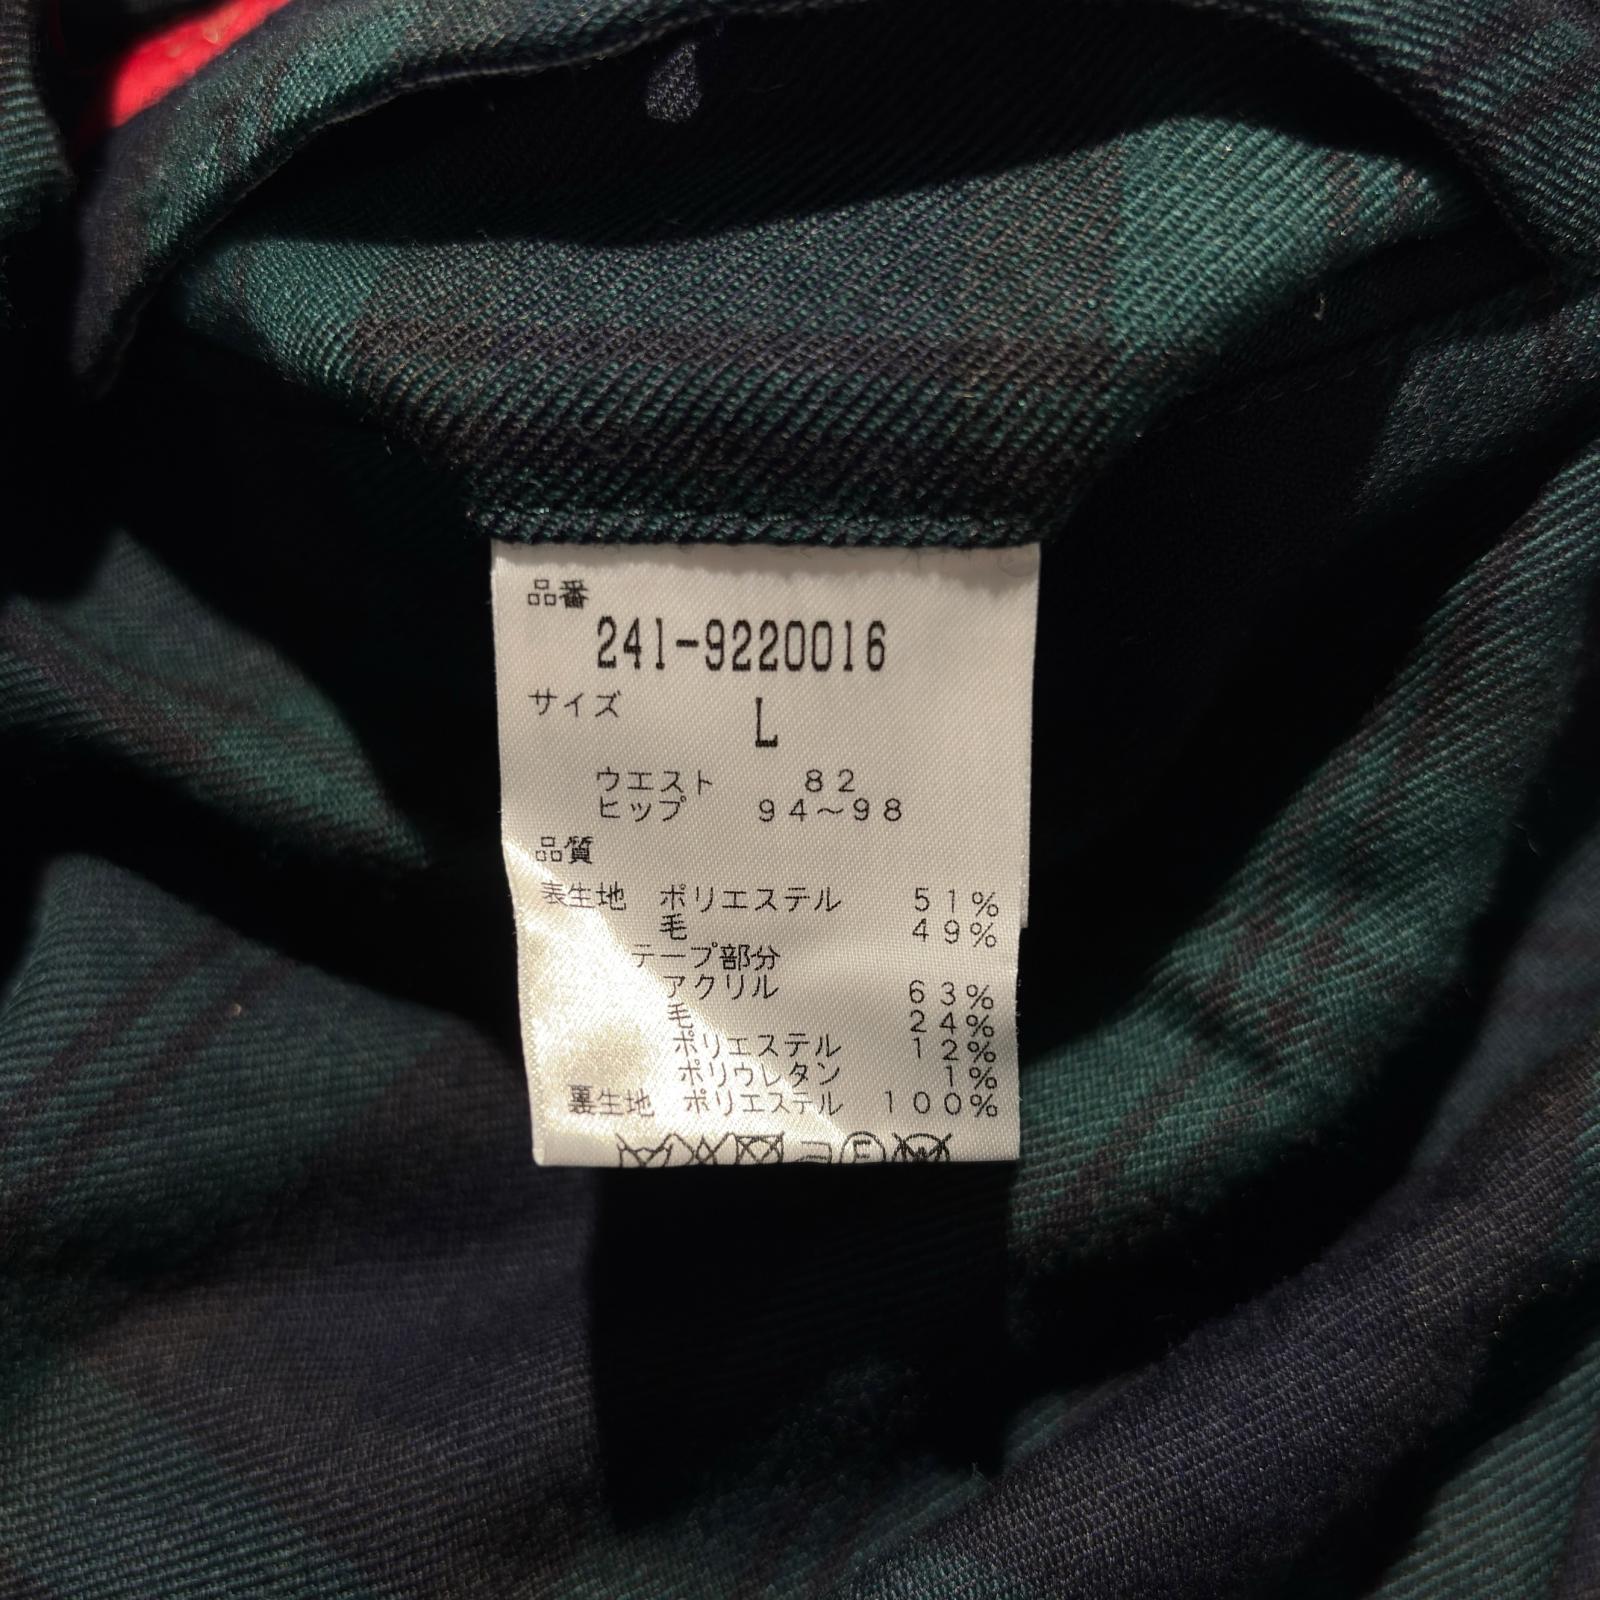 品番
241-9220016
サイズ L
ウエスト 82
ヒップ 94〜98
品質
表生地 ポリエステル 51%
毛 49%
テープ部分
アクリル 63%
毛 24%
ポリエステル 12%
ポリウレタン 1%
裏生地 ポリエステル 100%